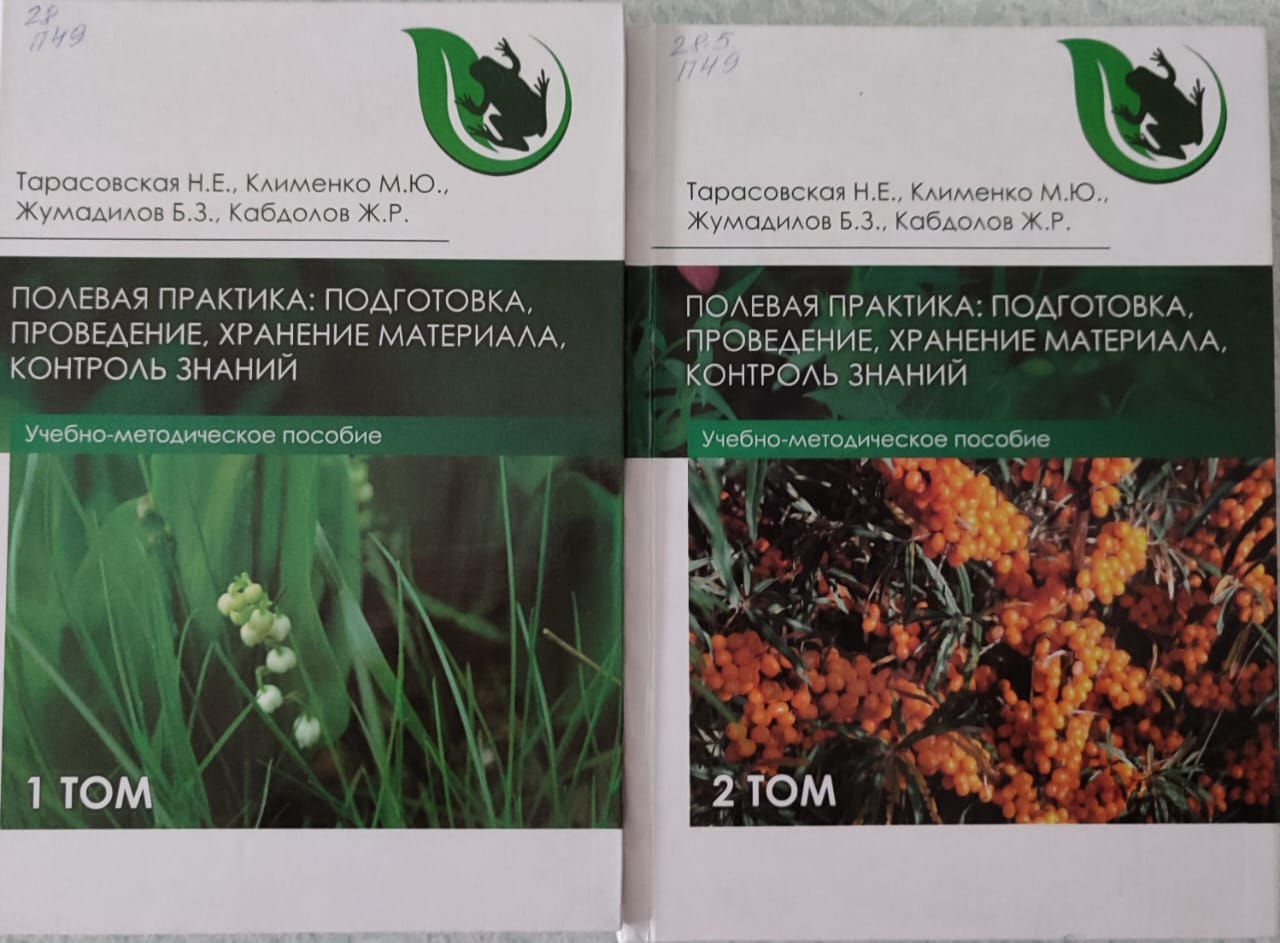 28
П49
Тарасовская Н.Е., Клименко М.Ю.,
Жумадилов Б.З., Кабдолов Ж.Р.
ПОЛЕВАЯ ПРАКТИКА: ПОДГОТОВКА,
ПРОВЕДЕНИЕ, ХРАНЕНИЕ МАТЕРИАЛА,
КОНТРОЛЬ ЗНАНИЙ
Учебно-методическое пособие
1 ТОМ
28.5
П49
Тарасовская Н.Е., Клименко М.Ю.,
Жумадилов Б.З., Кабдолов Ж.Р.
ПОЛЕВАЯ ПРАКТИКА: ПОДГОТОВКА,
ПРОВЕДЕНИЕ, ХРАНЕНИЕ МАТЕРИАЛА,
КОНТРОЛЬ ЗНАНИЙ
Учебно-методическое пособие
2 ТОМ